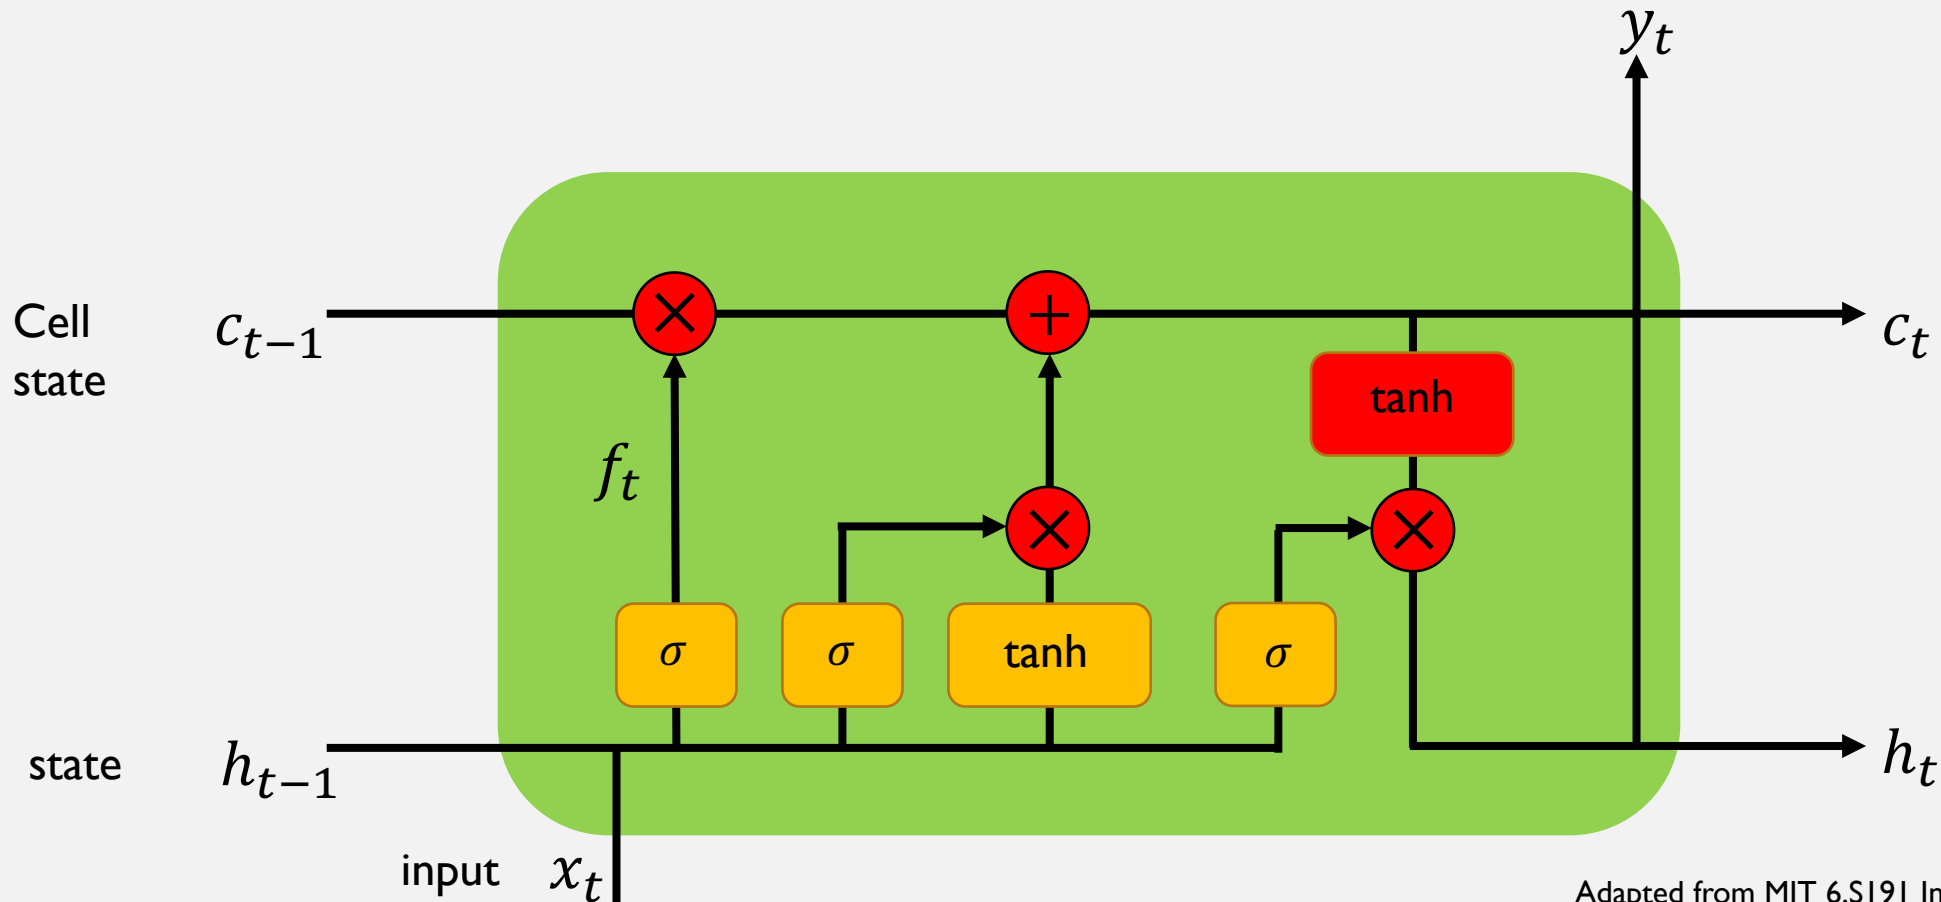 y_t
Cell
state
c_{t−1}
×
+
c_t
tanh
f_t
×
×
σ
σ
tanh
σ
state
h_{t−1}
h_t
input
x_t
Adapted from MIT 6.S191